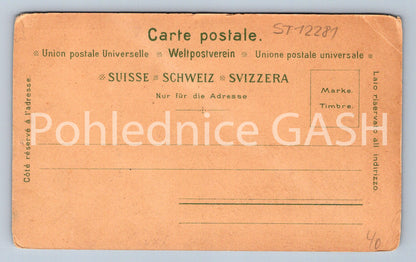 Carte postale.
ST-12281
Union postale Universelle Weltpostverein Unione postale universale
SUISSE SCHWEIZ SVIZZERA
Nur für die Adresse
Marke.
Timbre.
Côté réservé à l'adresse
Lato riservato all indirizzo
Pohlednice GASH
40